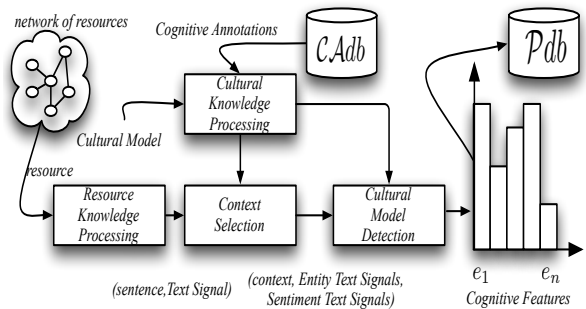 network of resources
Cognitive Annotations
CAdb
Pdb
Cultural
Knowledge
Processing
Cultural Model
resource
Resource
Knowledge
Processing
Context
Selection
Cultural
Model
Detection
e1
en
(sentence,Text Signal)
(context, Entity Text Signals,
Sentiment Text Signals)
Cognitive Features